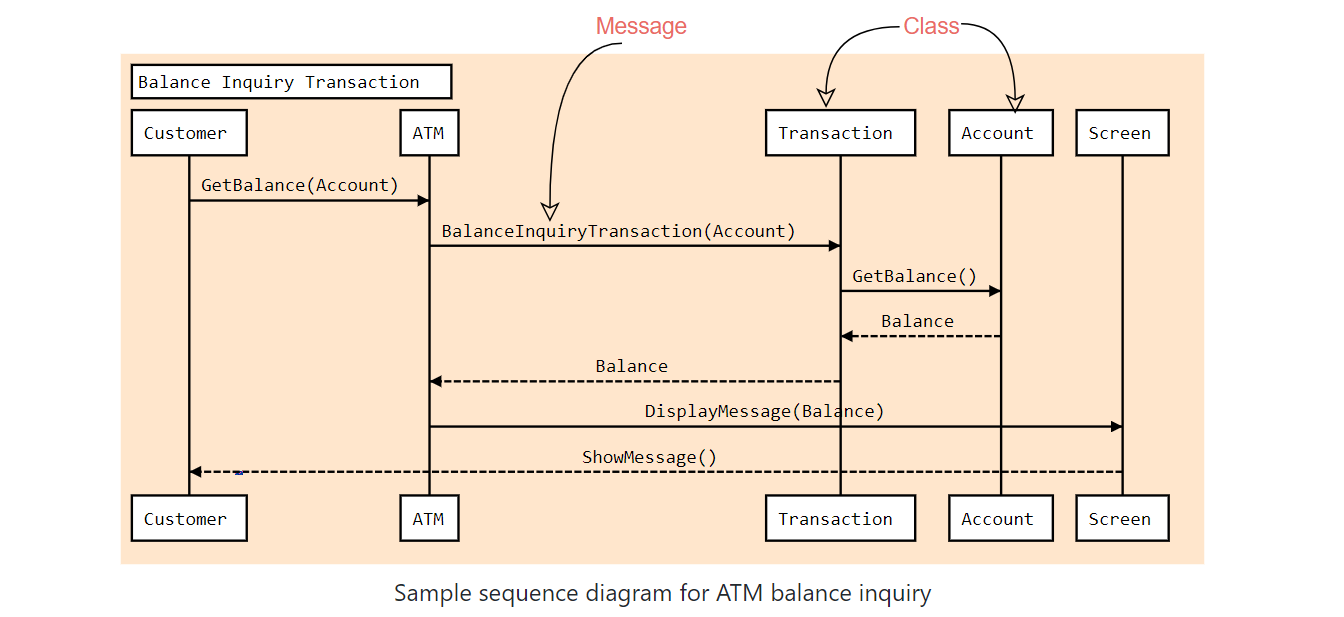 Message
Class
Balance Inquiry Transaction
Customer
ATM
Transaction
Account
Screen
GetBalance(Account)
BalanceInquiryTransaction(Account)
GetBalance()
Balance
Balance
DisplayMessage(Balance)
ShowMessage()
Customer
ATM
Transaction
Account
Screen
Sample sequence diagram for ATM balance inquiry